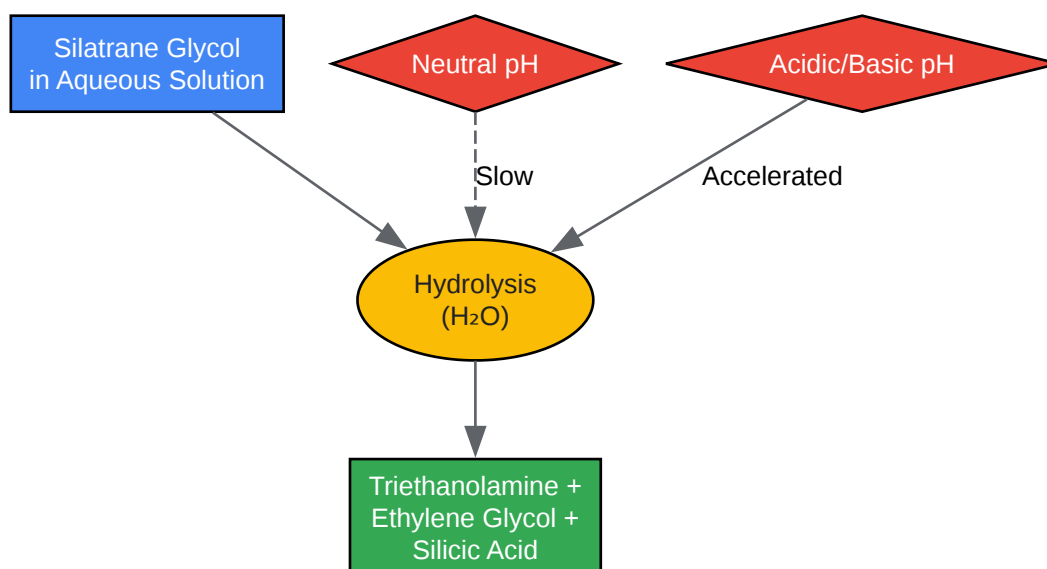 Silatrane Glycol
in Aqueous Solution
Neutral pH
Acidic/Basic pH
Slow
Accelerated
Hydrolysis
(H₂O)
Triethanolamine +
Ethylene Glycol +
Silicic Acid